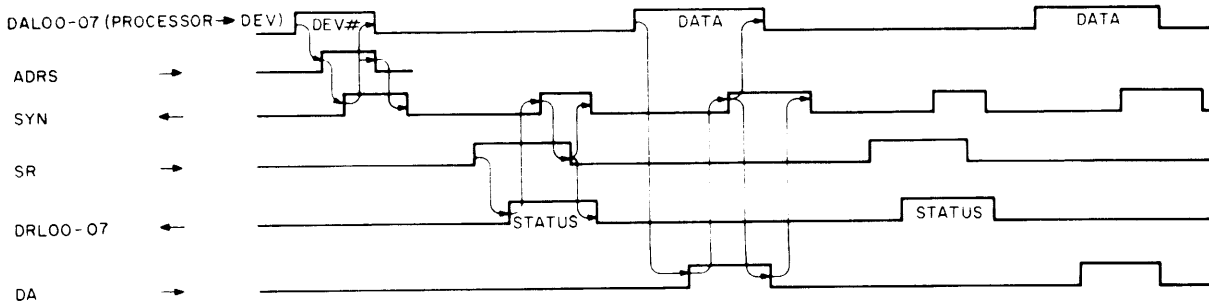 DAL00-07 (PROCESSOR → DEV)
DEV#
DATA
DATA
ADRS →
SYN ←
SR →
DRL00-07 ←
STATUS
STATUS
DA →